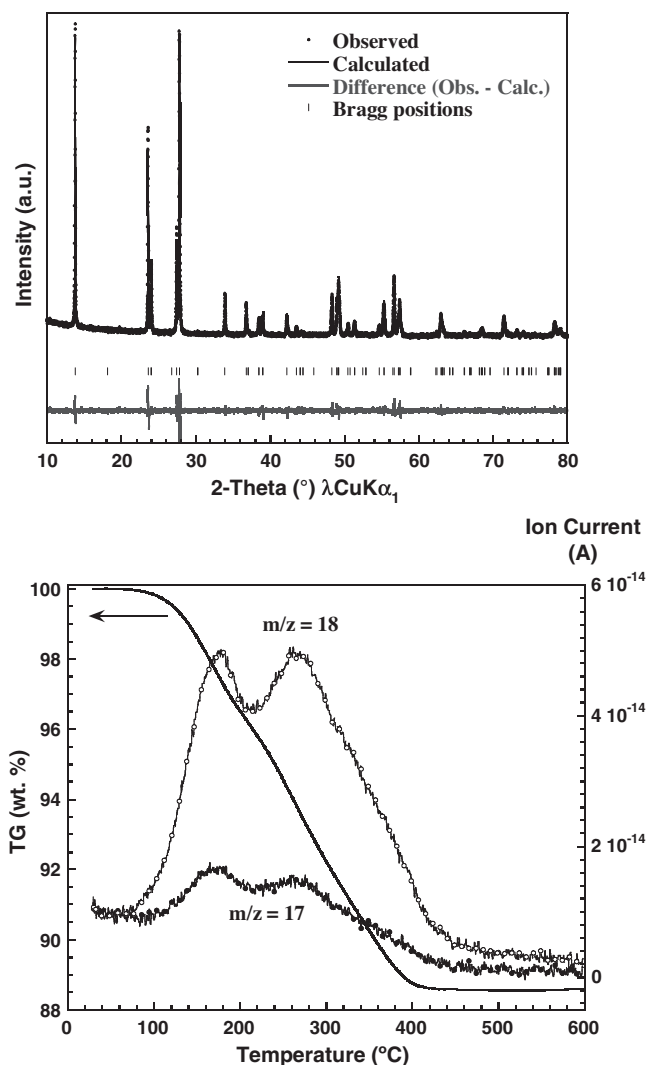 Observed
Calculated
Difference (Obs. - Calc.)
Bragg positions
Intensity (a.u.)
10 20 30 40 50 60 70 80
2-Theta (°) λCuKα₁
Ion Current
(A)
100 6 10⁻¹⁴
m/z = 18
98
96 4 10⁻¹⁴
94
92 2 10⁻¹⁴
m/z = 17
90
0
88
TG (wt. %)
0 100 200 300 400 500 600
Temperature (°C)